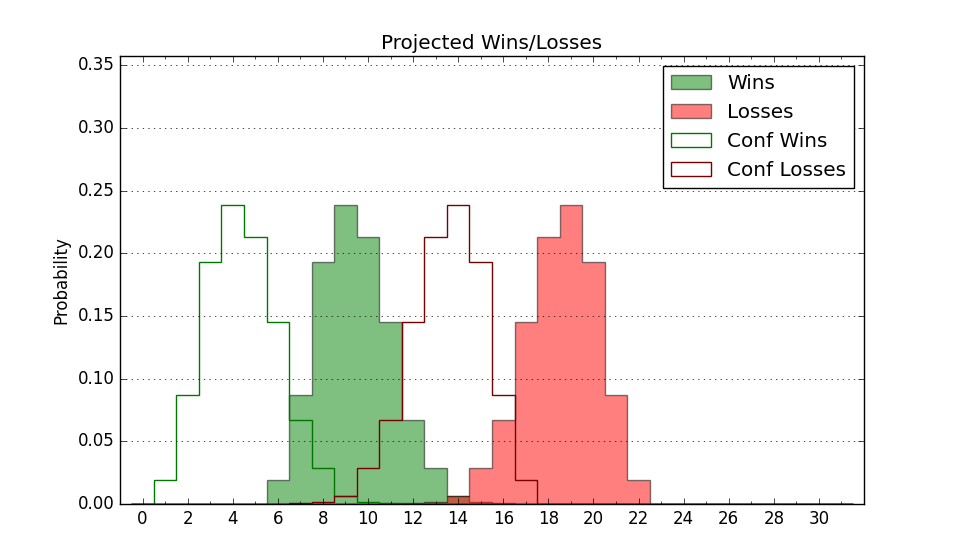 Projected Wins/Losses
0.35
0.30
0.25
0.20
0.15
0.10
0.05
0.00
Probability
Wins
Losses
Conf Wins
Conf Losses
0 2 4 6 8 10 12 14 16 18 20 22 24 26 28 30